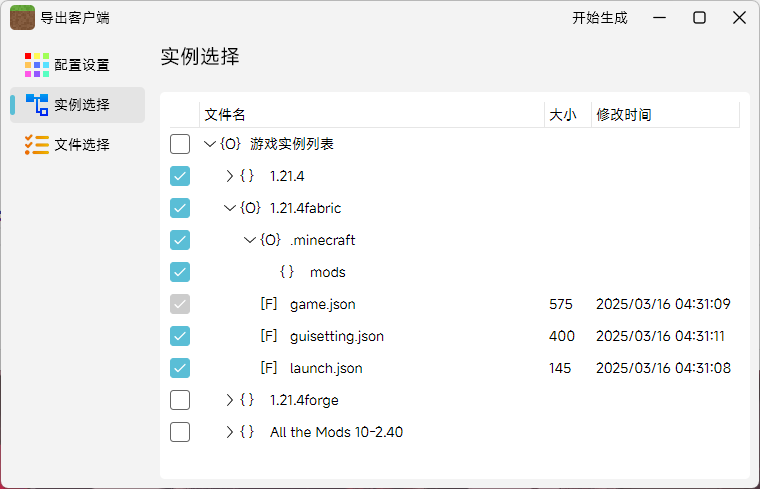 导出客户端 开始生成
实例选择
配置设置
实例选择
文件选择
文件名 大小 修改时间
{O} 游戏实例列表
{ } 1.21.4
{O} 1.21.4fabric
{O} .minecraft
{ } mods
[F] game.json 575 2025/03/16 04:31:09
[F] guisetting.json 400 2025/03/16 04:31:11
[F] launch.json 145 2025/03/16 04:31:08
{ } 1.21.4forge
{ } All the Mods 10-2.40